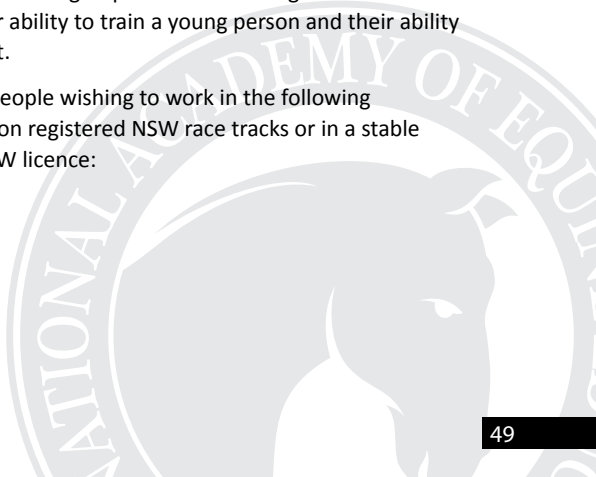 r ability to train a young person and their ability
t.
eople wishing to work in the following
on registered NSW race tracks or in a stable
W licence:
NATIONAL ACADEMY OF EQUINE
49